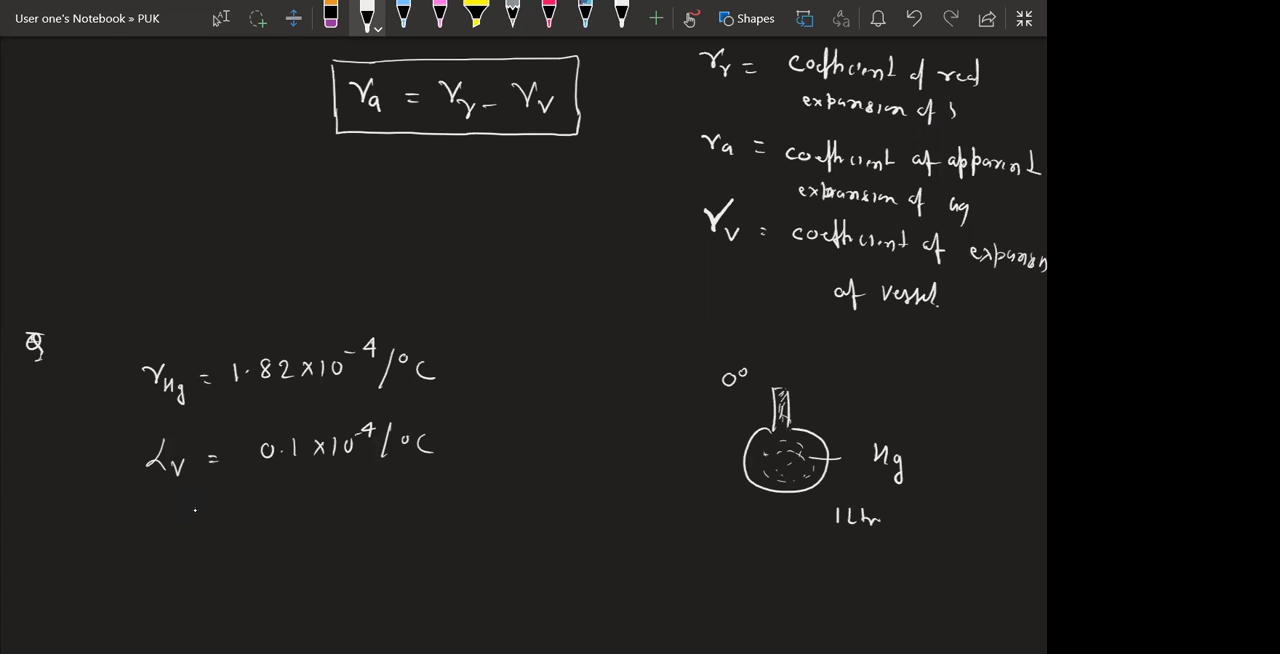 User one's Notebook » PUK
Shapes
γa = γγ - γV
γr = coefficient of real
expansion of
γa = coefficient of apparent
expansion of
γV = coefficient of expansion
of vessel.
Q
γHg = 1.82 × 10⁻⁴/°C
αV = 0.1 × 10⁻⁴/°C
0°
Hg
1 Ltr